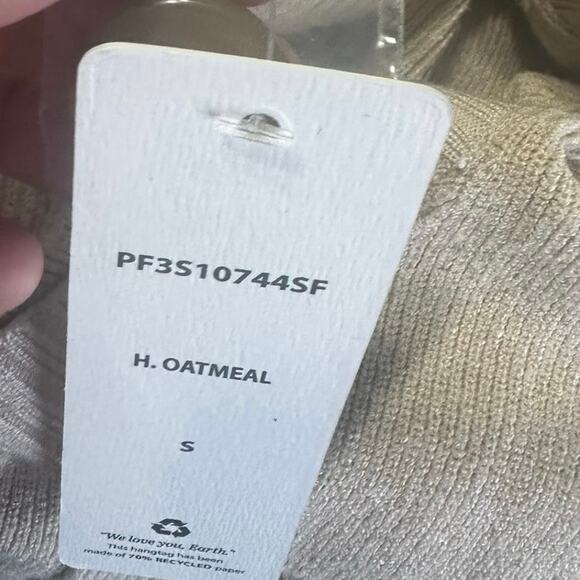 PF3S10744SF
H. OATMEAL
S
"We love you, Earth."
This hangtag has been
made of 70% RECYCLED paper